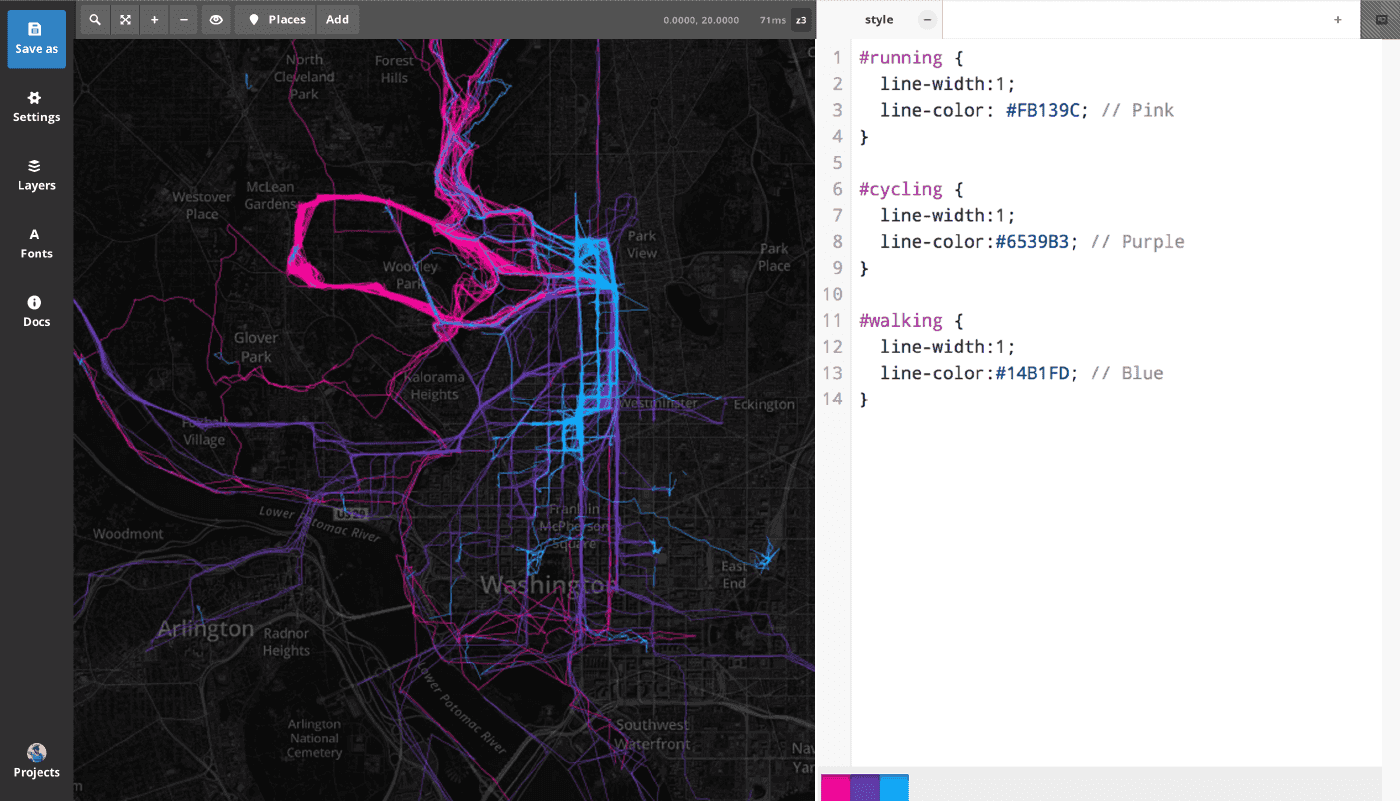 Save as
Settings
Layers
Fonts
Docs
Projects
Places
Add
0.0000, 20.0000
71ms
z3
style
North
Cleveland
Park
Forest
Hills
McLean
Gardens
Westover
Place
Park
View
Park
Place
Woodley
Park
Glover
Park
Kalorama
Heights
Westminster
Eckington
Foxhall
Village
Lower Potomac River
US 29
Woodmont
Franklin
McPherson
Square
East
End
Washington
Arlington
Radnor
Heights
Lower Potomac River
Arlington
National
Cemetery
Southwest
Waterfront
1 #running {
2 line-width:1;
3 line-color: #FB139C; // Pink
4 }
5
6 #cycling {
7 line-width:1;
8 line-color:#6539B3; // Purple
9 }
10
11 #walking {
12 line-width:1;
13 line-color:#14B1FD; // Blue
14 }